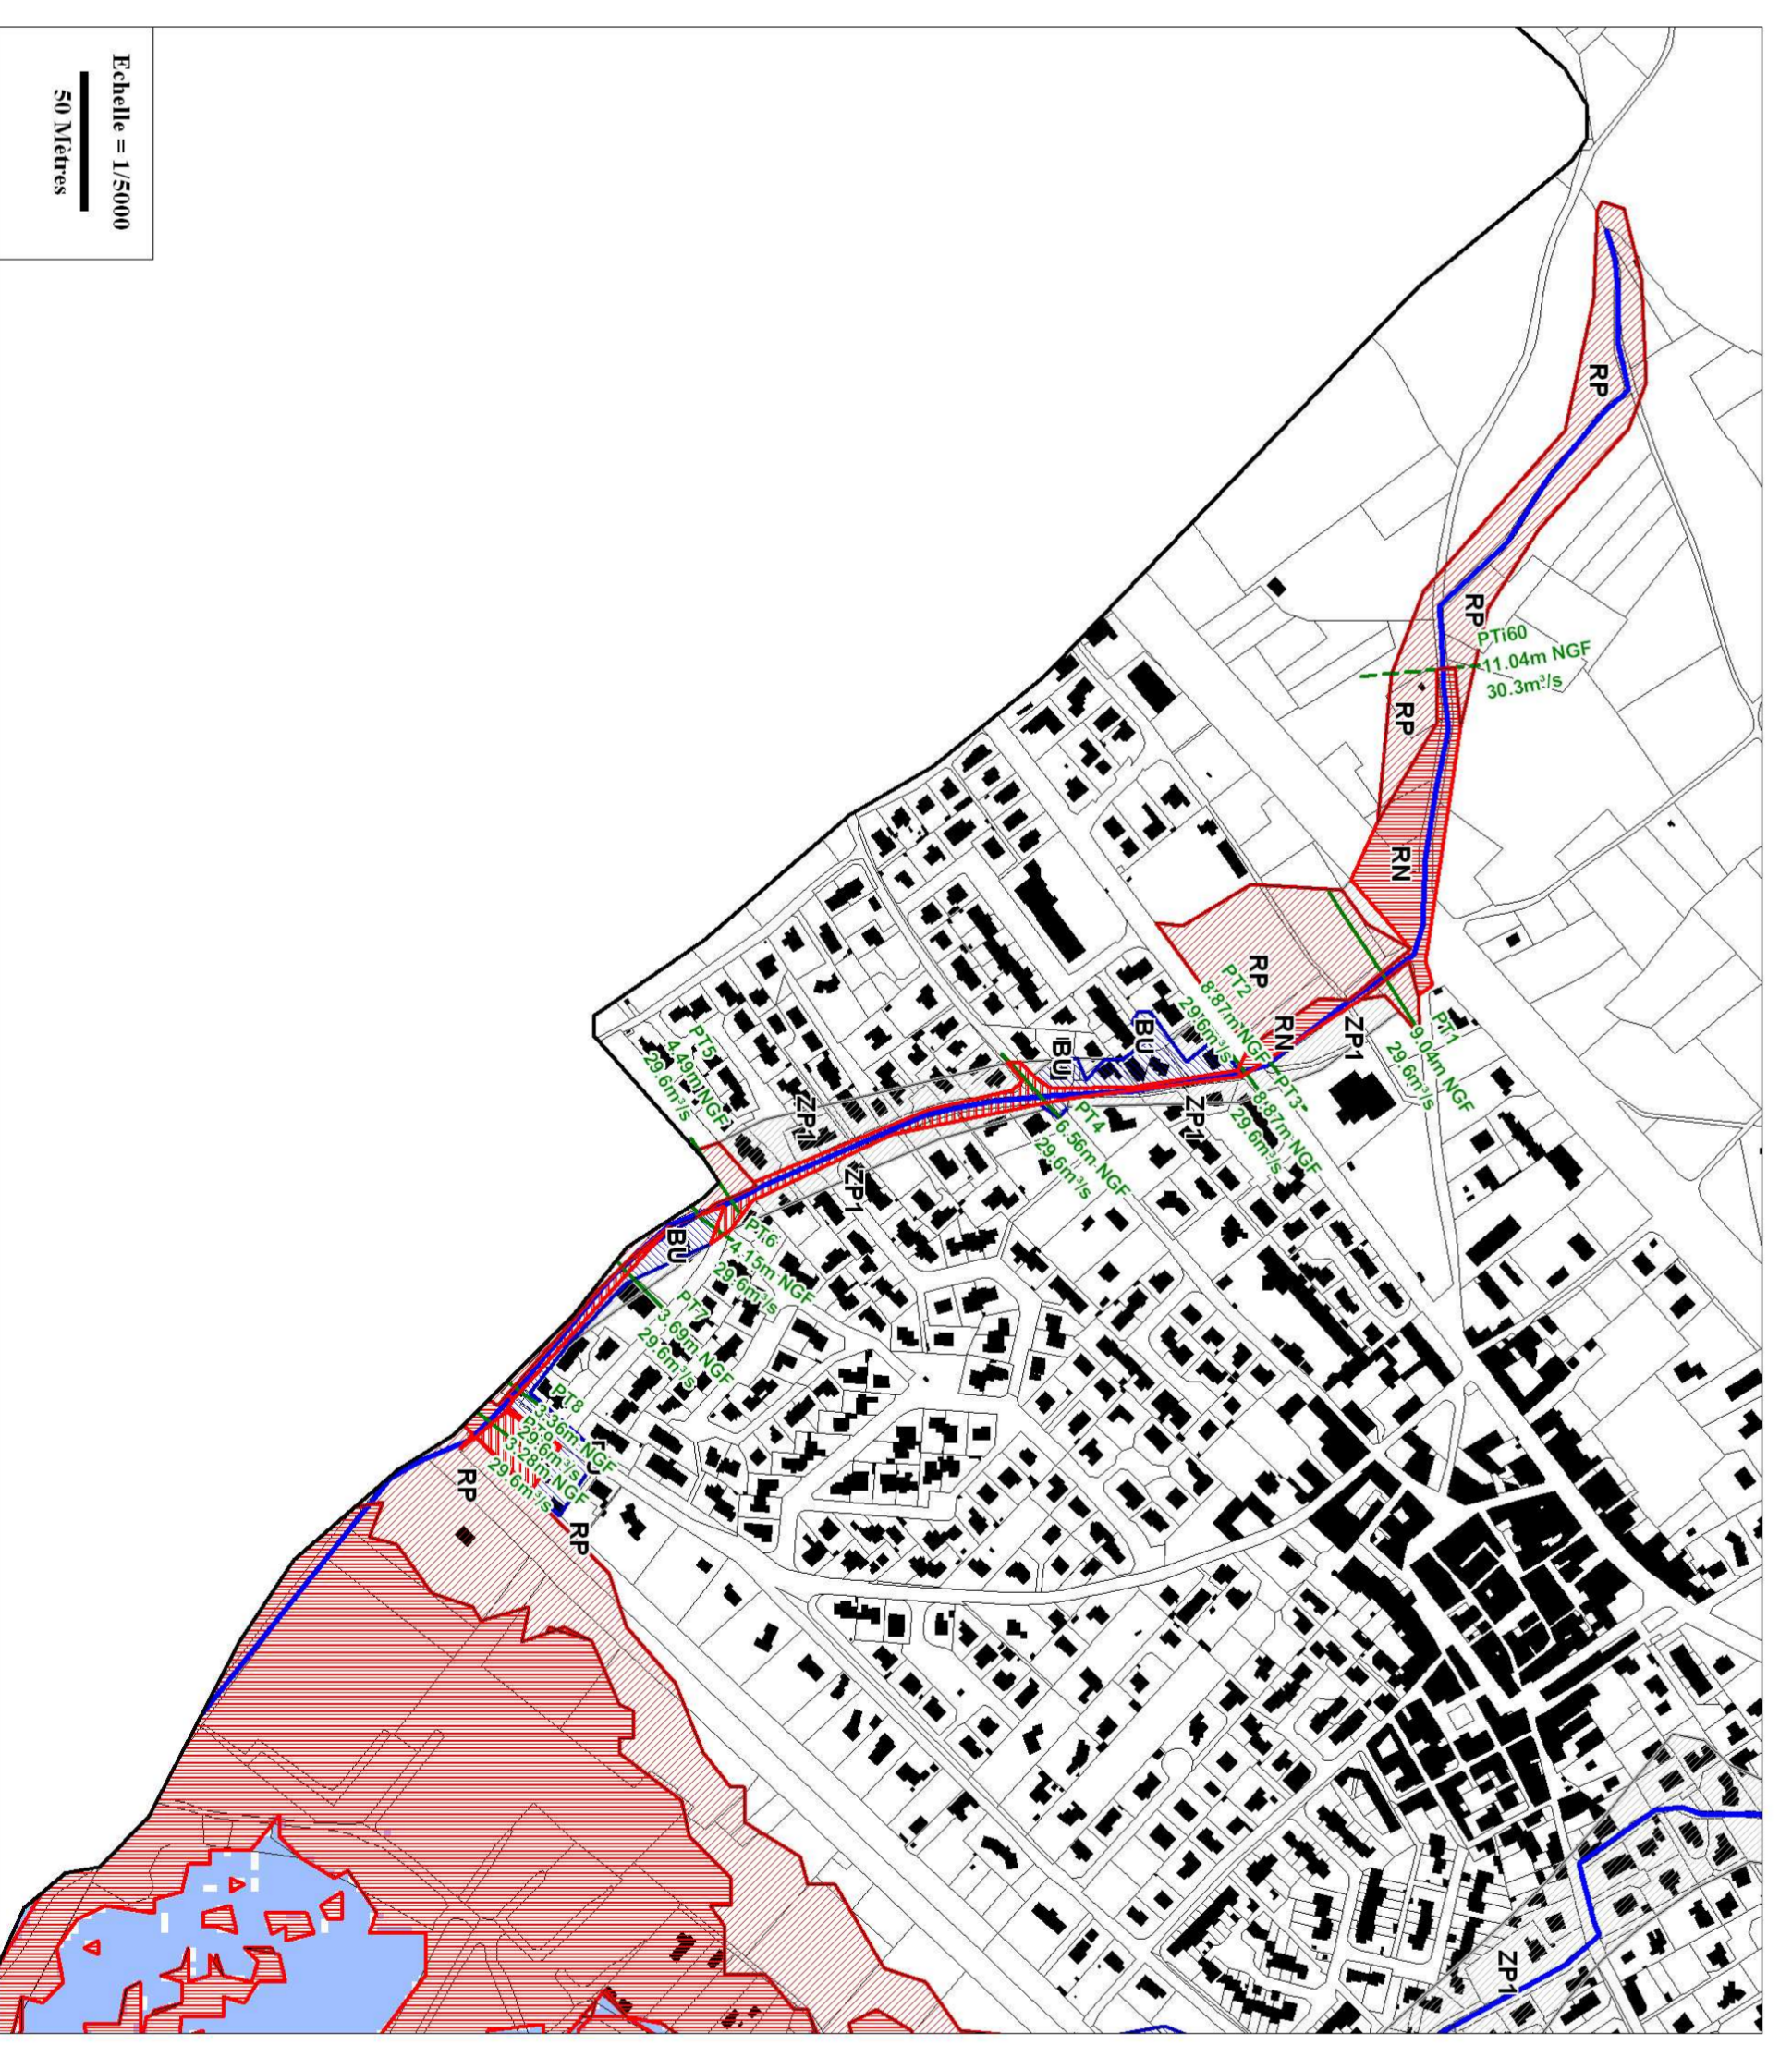 Echelle = 1/5000
50 Mètres
RP
RP
PTi60
11.04m NGF
30.3m³/s
RP
RN
RP
PT2
8.87m NGF
29.6m³/s
RN
ZP1
PT1
9.04m NGF
29.6m³/s
BU
BU
PT3
8.87m NGF
29.6m³/s
ZP1
PT4
6.56m NGF
29.6m³/s
PT5
4.49m NGF
29.6m³/s
ZP1
ZP1
BU
PT6
4.15m NGF
29.6m³/s
PT7
3.69m NGF
29.6m³/s
PT8
3.36m NGF
29.6m³/s
3.28m NGF
29.6m³/s
RP
RP
ZP1